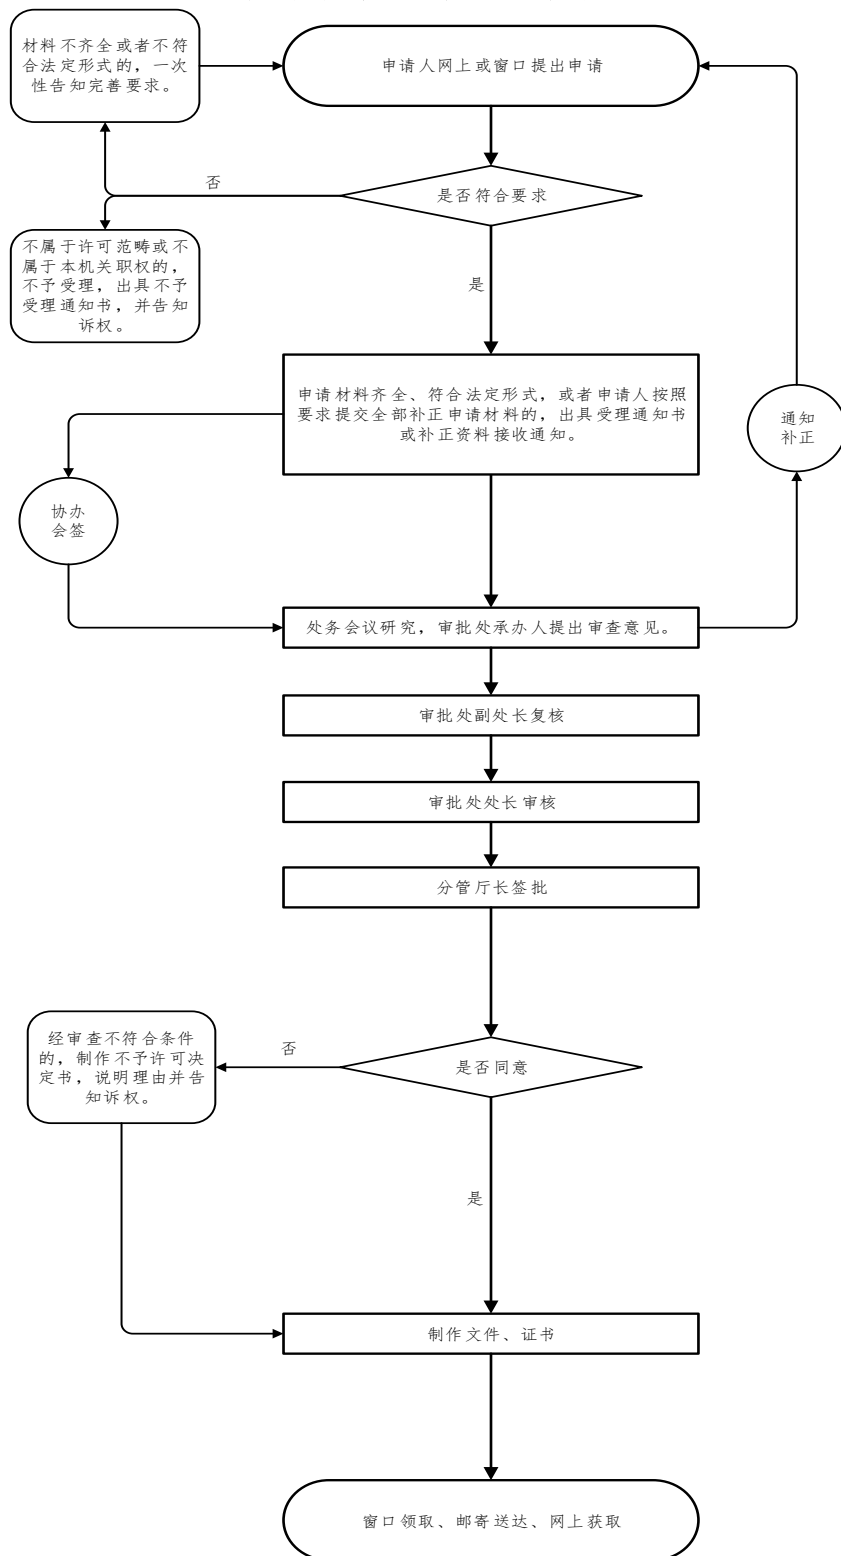 材料不齐全或者不符
合法定形式的，一次
性告知完善要求。
申请人网上或窗口提出申请
否
是否符合要求
不属于许可范畴或不
属于本机关职权的，
不予受理，出具不予
受理通知书，并告知
诉权。
是
申请材料齐全、符合法定形式，或者申请人按照
要求提交全部补正申请材料的，出具受理通知书
或补正资料接收通知。
通知
补正
协办
会签
处务会议研究，审批处承办人提出审查意见。
审批处副处长复核
审批处处长审核
分管厅长签批
经审查不符合条件
的，制作不予许可决
定书，说明理由并告
知诉权。
否
是否同意
是
制作文件、证书
窗口领取、邮寄送达、网上获取